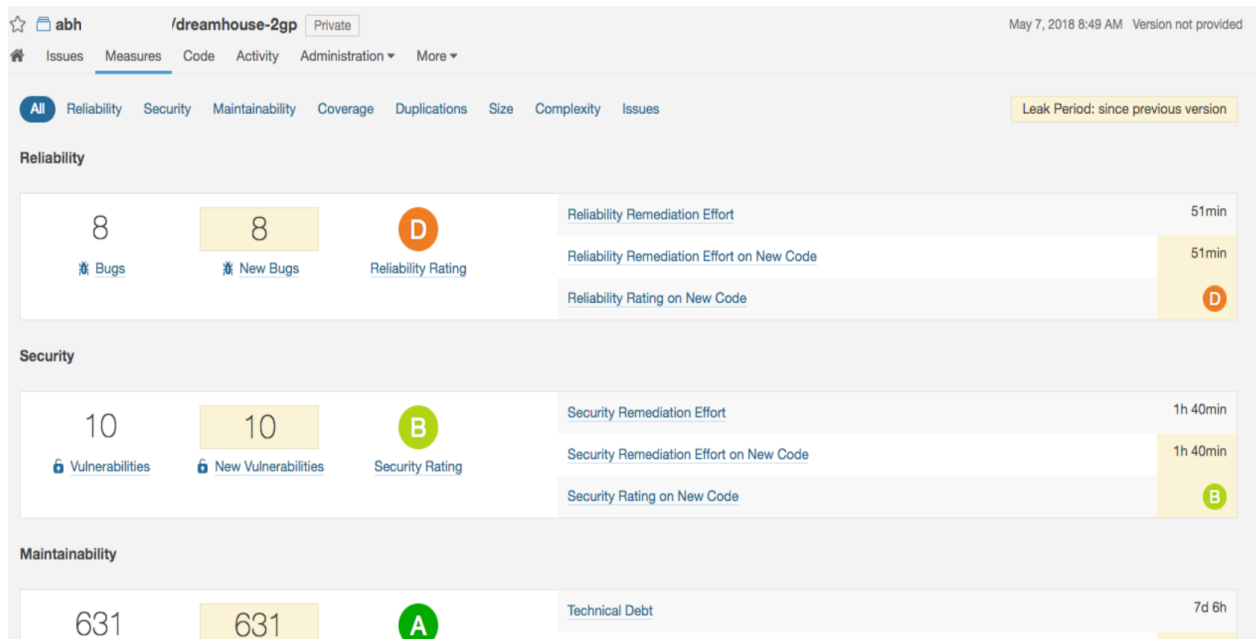 abh /dreamhouse-2gp Private May 7, 2018 8:49 AM Version not provided
Issues Measures Code Activity Administration More
All Reliability Security Maintainability Coverage Duplications Size Complexity Issues Leak Period: since previous version
Reliability
8 8 D Reliability Remediation Effort 51min
Bugs New Bugs Reliability Rating Reliability Remediation Effort on New Code 51min
Reliability Rating on New Code D
Security
10 10 B Security Remediation Effort 1h 40min
Vulnerabilities New Vulnerabilities Security Rating Security Remediation Effort on New Code 1h 40min
Security Rating on New Code B
Maintainability
631 631 A Technical Debt 7d 6h